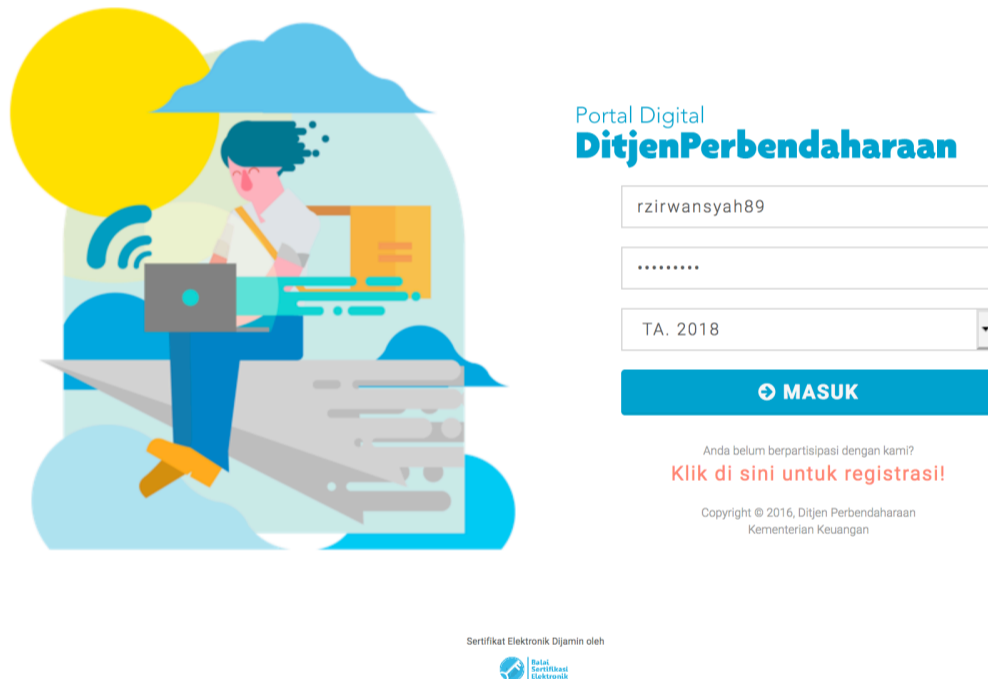 Portal Digital
DitjenPerbendaharaan
rzirwansyah89
•••••••••
TA. 2018
MASUK
Anda belum berpartisipasi dengan kami?
Klik di sini untuk registrasi!
Copyright © 2016, Ditjen Perbendaharaan
Kementerian Keuangan
Sertifikat Elektronik Dijamin oleh
Balai
Sertifikasi
Elektronik